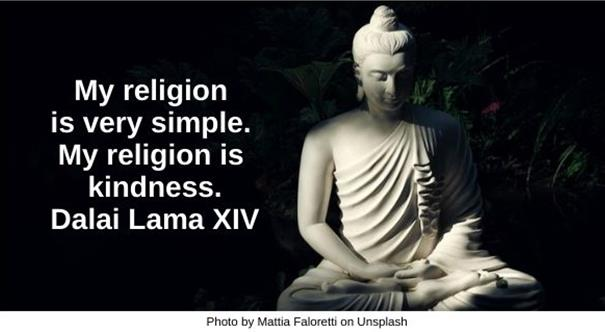 My religion
is very simple.
My religion is
kindness.
Dalai Lama XIV
Photo by Mattia Faloretti on Unsplash